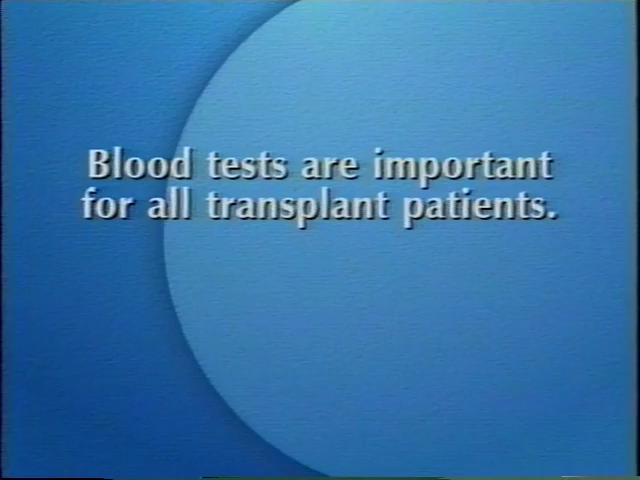 Blood tests are important
for all transplant patients.